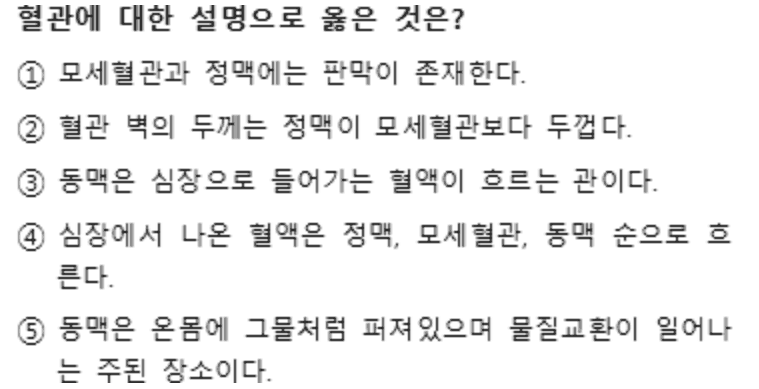 혈관에 대한 설명으로 옳은 것은?
① 모세혈관과 정맥에는 판막이 존재한다.
② 혈관 벽의 두께는 정맥이 모세혈관보다 두껍다.
③ 동맥은 심장으로 들어가는 혈액이 흐르는 관이다.
④ 심장에서 나온 혈액은 정맥, 모세혈관, 동맥 순으로 흐
른다.
⑤ 동맥은 온몸에 그물처럼 퍼져있으며 물질교환이 일어나
는 주된 장소이다.